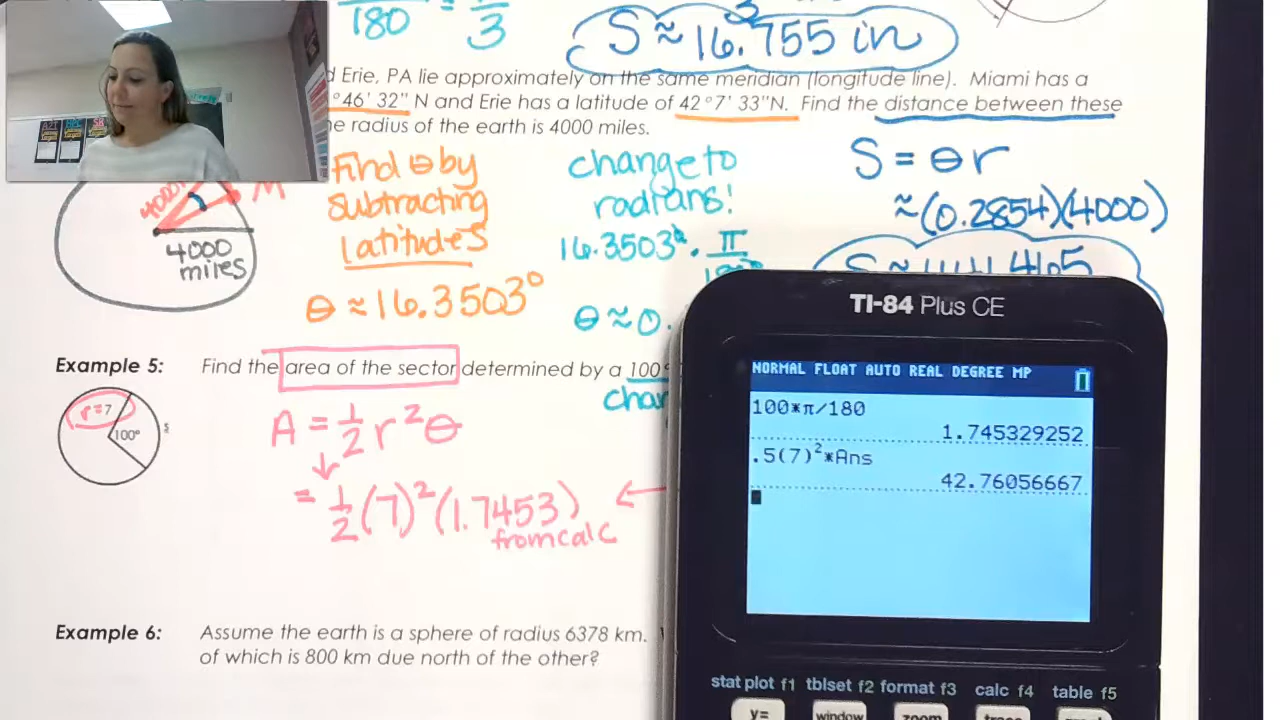 180 = 3
S ≈ 16.755 in
d Erie, PA lie approximately on the same meridian (longitude line). Miami has a
°46' 32" N and Erie has a latitude of 42°7' 33"N. Find the distance between these
e radius of the earth is 4000 miles.
Find θ by
subtracting
latitudes
θ ≈ 16.3503°
change to
radians!
16.3503° · π
θ ≈ 0.
S = θr
≈ (0.2854)(4000)
4000
miles
M
Example 5: Find the area of the sector determined by a 100°
r = 7
100°
s
A = 1/2 r²θ
= 1/2 (7)² (1.7453)
from calc
Example 6: Assume the earth is a sphere of radius 6378 km.
of which is 800 km due north of the other?
TI-84 Plus CE
NORMAL FLOAT AUTO REAL DEGREE MP
100*π/180
1.745329252
.5(7)²*Ans
42.76056667
stat plot f1 tblset f2 format f3 calc f4 table f5
y= window zoom